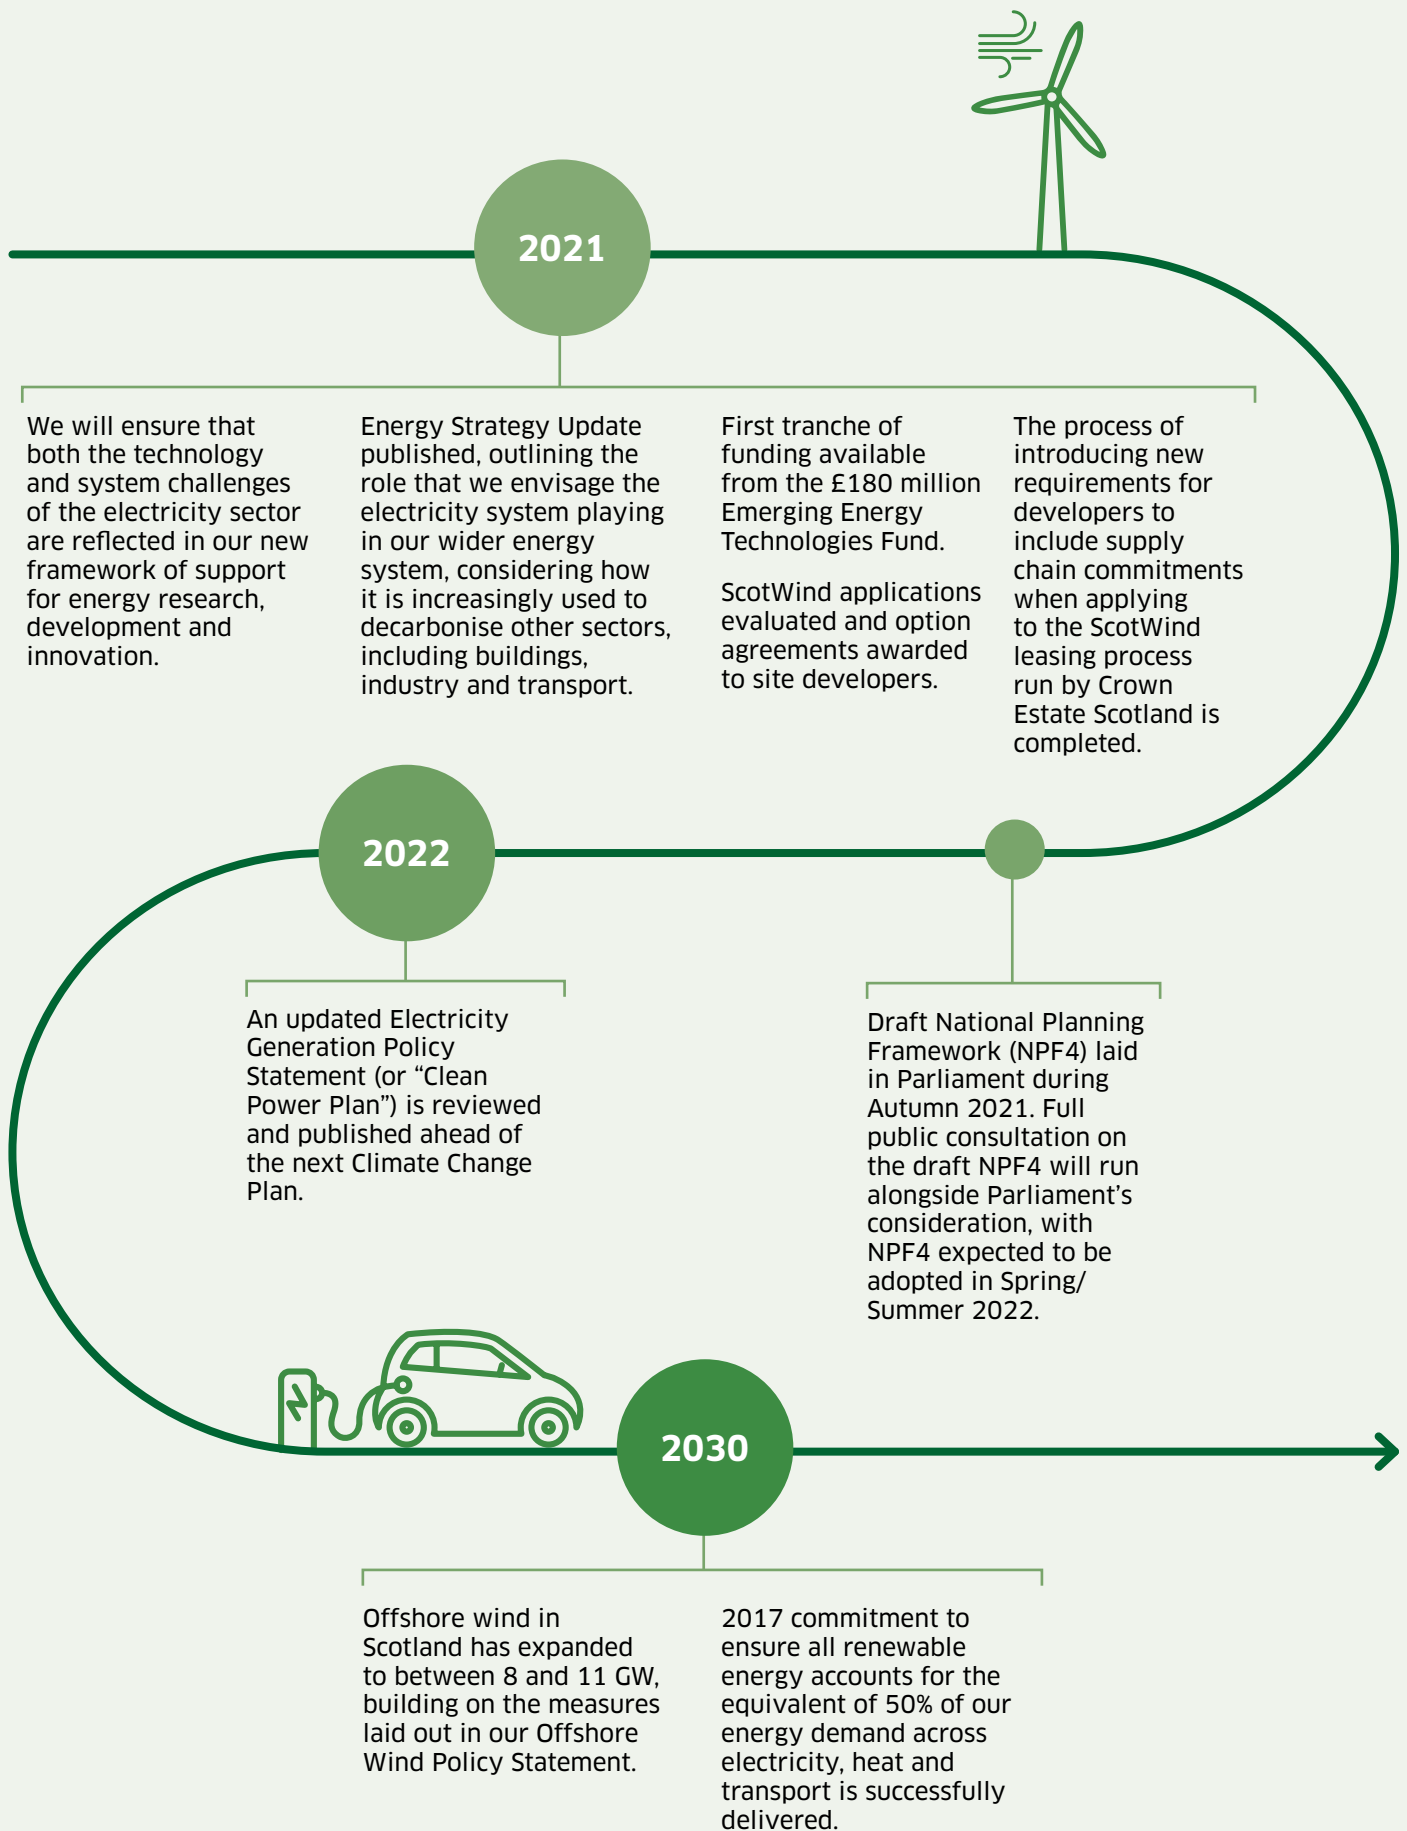 2021
We will ensure that
both the technology
and system challenges
of the electricity sector
are reflected in our new
framework of support
for energy research,
development and
innovation.
Energy Strategy Update
published, outlining the
role that we envisage the
electricity system playing
in our wider energy
system, considering how
it is increasingly used to
decarbonise other sectors,
including buildings,
industry and transport.
First tranche of
funding available
from the £180 million
Emerging Energy
Technologies Fund.
ScotWind applications
evaluated and option
agreements awarded
to site developers.
The process of
introducing new
requirements for
developers to
include supply
chain commitments
when applying
to the ScotWind
leasing process
run by Crown
Estate Scotland is
completed.
Draft National Planning
Framework (NPF4) laid
in Parliament during
Autumn 2021. Full
public consultation on
the draft NPF4 will run
alongside Parliament’s
consideration, with
NPF4 expected to be
adopted in Spring/
Summer 2022.
2022
An updated Electricity
Generation Policy
Statement (or “Clean
Power Plan”) is reviewed
and published ahead of
the next Climate Change
Plan.
2030
Offshore wind in
Scotland has expanded
to between 8 and 11 GW,
building on the measures
laid out in our Offshore
Wind Policy Statement.
2017 commitment to
ensure all renewable
energy accounts for the
equivalent of 50% of our
energy demand across
electricity, heat and
transport is successfully
delivered.